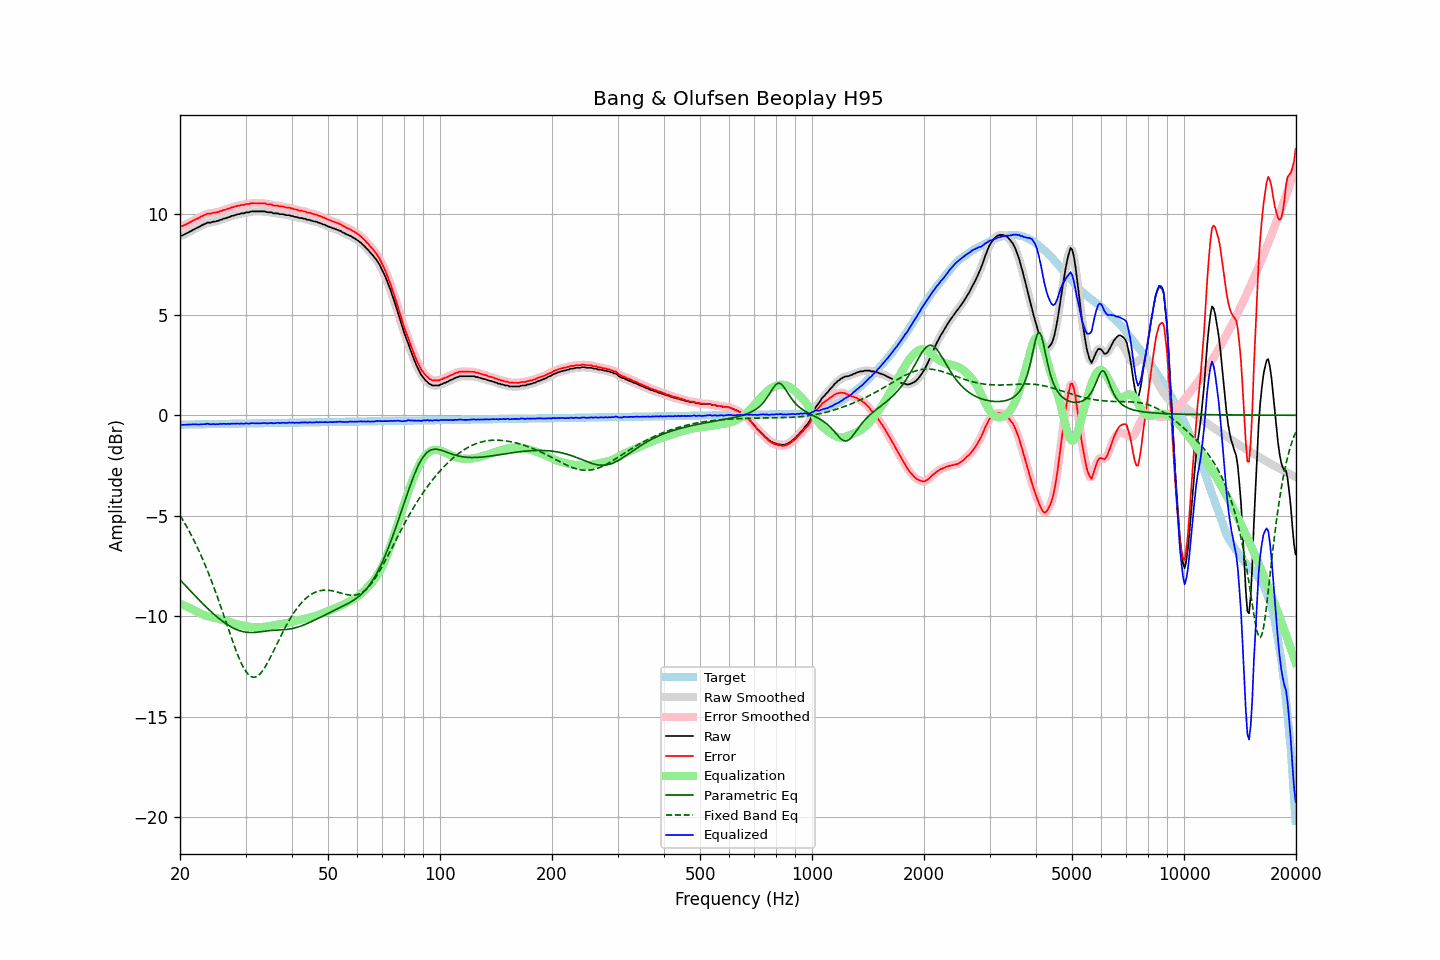 Bang & Olufsen Beoplay H95
Amplitude (dBr)
10
5
0
−5
−10
−15
−20
Target
Raw Smoothed
Error Smoothed
Raw
Error
Equalization
Parametric Eq
Fixed Band Eq
Equalized
20 50 100 200 500 1000 2000 5000 10000 20000
Frequency (Hz)